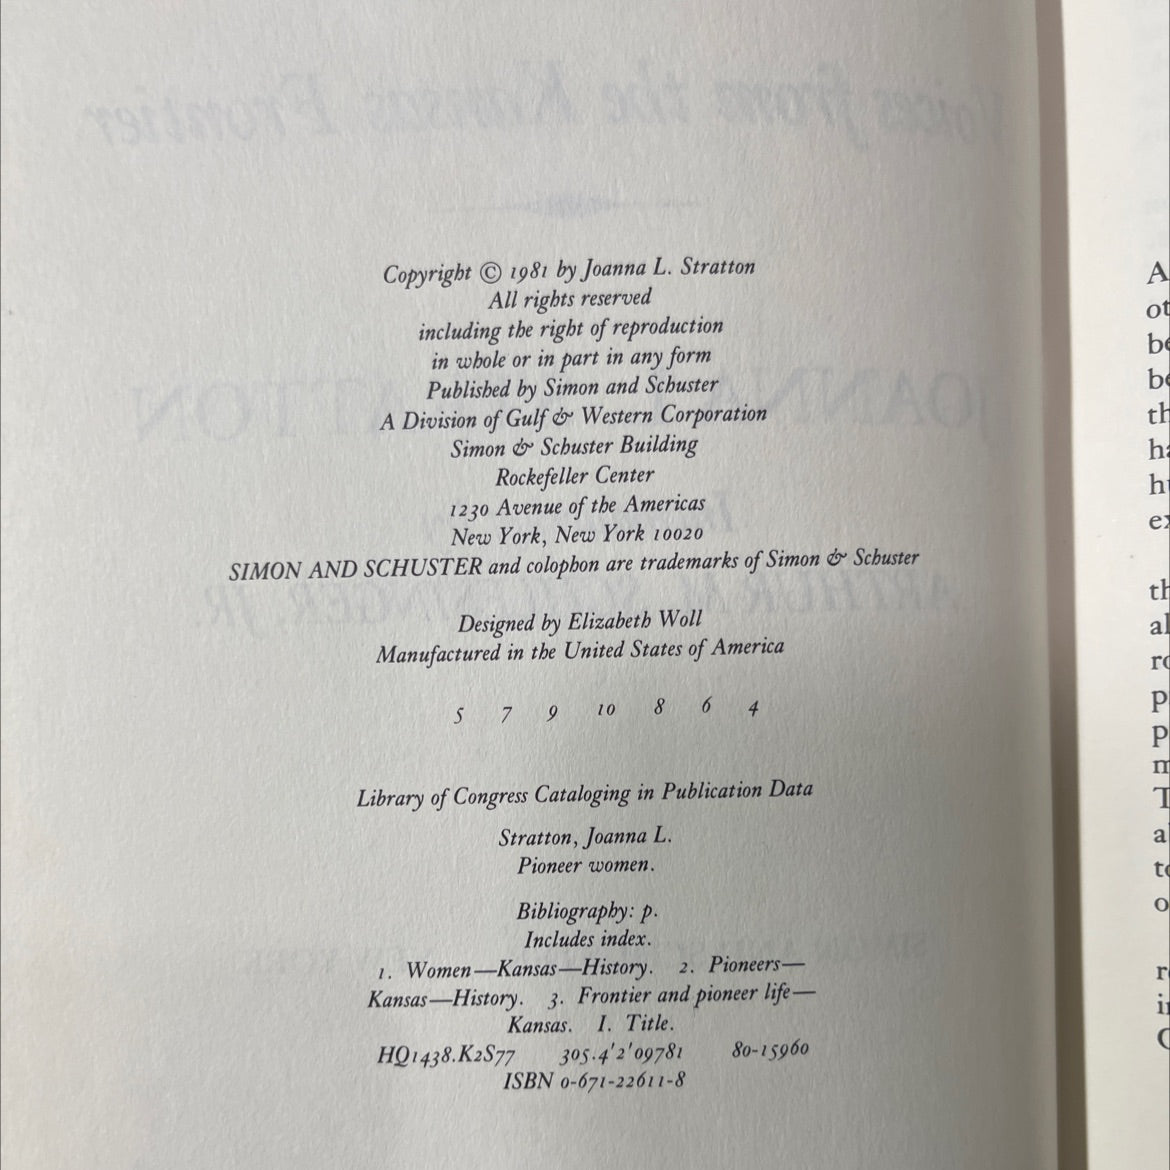 Voices from the Kansas Frontier
Copyright © 1981 by Joanna L. Stratton
All rights reserved
including the right of reproduction
in whole or in part in any form
Published by Simon and Schuster
A Division of Gulf & Western Corporation
Simon & Schuster Building
Rockefeller Center
1230 Avenue of the Americas
New York, New York 10020
SIMON AND SCHUSTER and colophon are trademarks of Simon & Schuster
Designed by Elizabeth Woll
Manufactured in the United States of America
5 7 9 10 8 6 4
Library of Congress Cataloging in Publication Data
Stratton, Joanna L.
Pioneer women.
Bibliography: p.
Includes index.
1. Women—Kansas—History. 2. Pioneers—
Kansas—History. 3. Frontier and pioneer life—
Kansas. I. Title.
HQ1438.K2S77 305.4'2'09781 80-15960
ISBN 0-671-22611-8